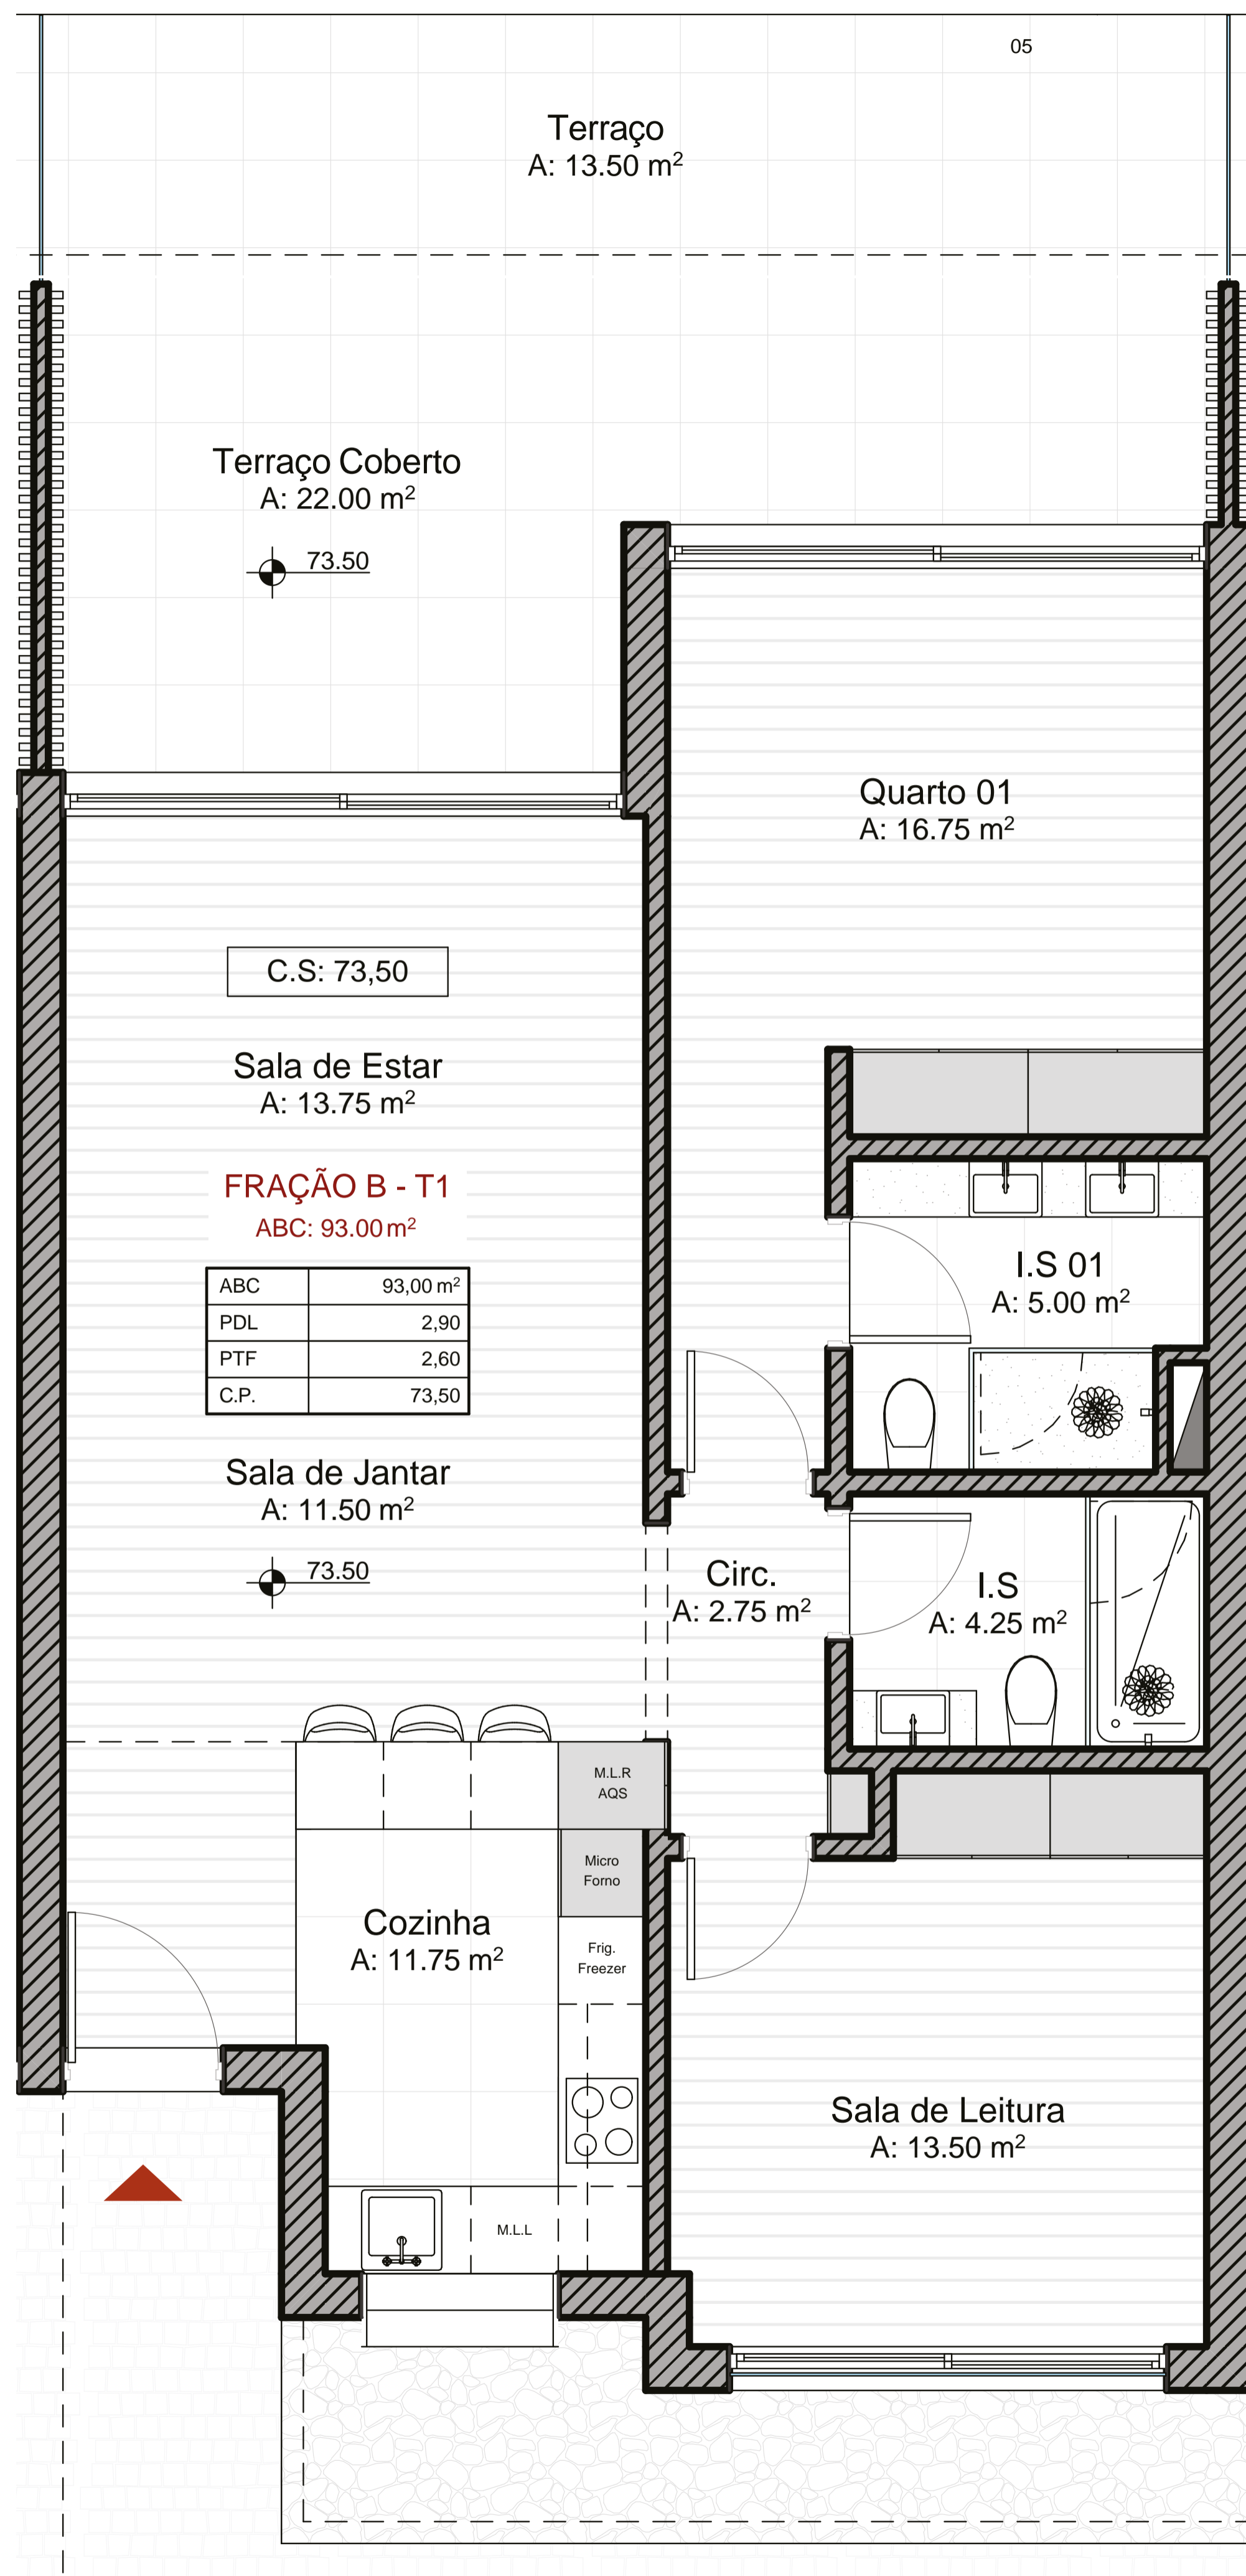 05
Terraço
A: 13.50 m²
Terraço Coberto
A: 22.00 m²
73.50
Quarto 01
A: 16.75 m²
C.S: 73,50
Sala de Estar
A: 13.75 m²
FRAÇÃO B - T1
ABC: 93.00 m²
ABC 93,00 m²
PDL 2,90
PTF 2,60
C.P. 73,50
I.S 01
A: 5.00 m²
Sala de Jantar
A: 11.50 m²
73.50
Circ.
A: 2.75 m²
I.S
A: 4.25 m²
M.L.R
AQS
Micro
Forno
Cozinha
A: 11.75 m²
Frig.
Freezer
Sala de Leitura
A: 13.50 m²
M.L.L